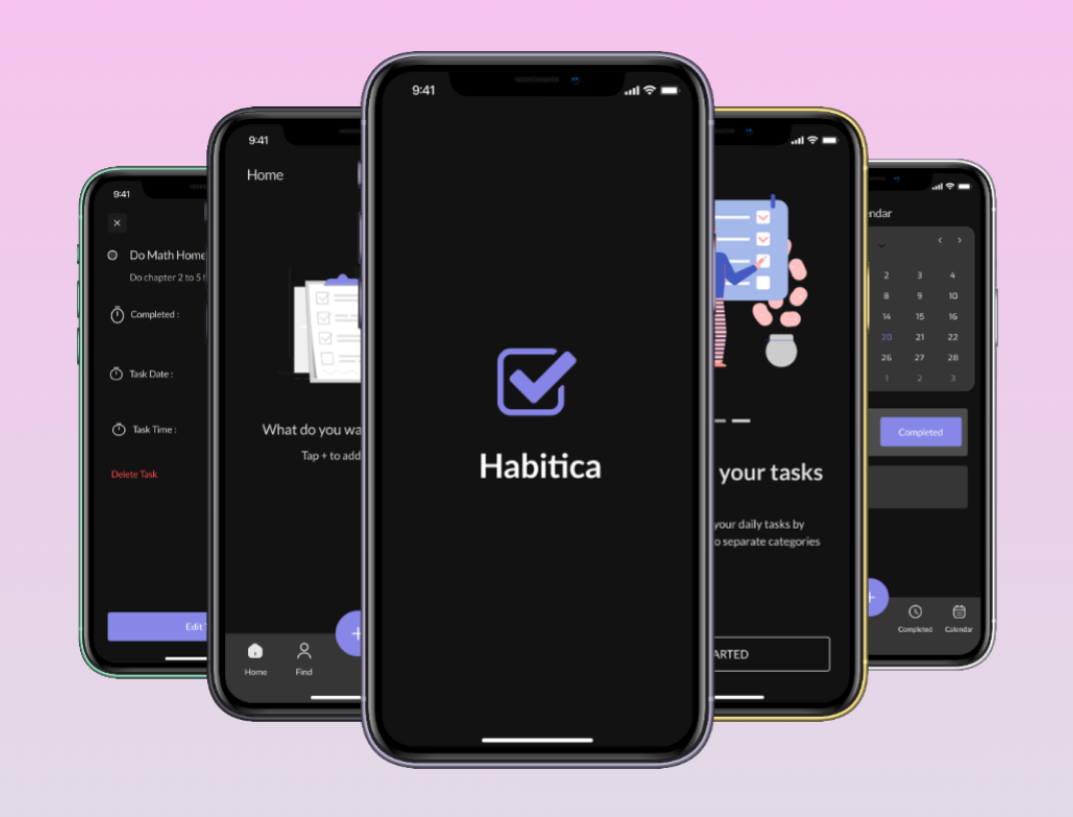 9:41
Do Math Home
Do chapter 2 to 5
Completed :
Task Date :
Task Time :
Delete Task
Edit
9:41
Home
What do you wa
Tap + to add
Home
Find
9:41
Habitica
your tasks
your daily tasks by
o separate categories
ARTED
ndar
2 3 4
8 9 10
14 15 16
20 21 22
26 27 28
1 2 3
Completed
Completed
Calendar